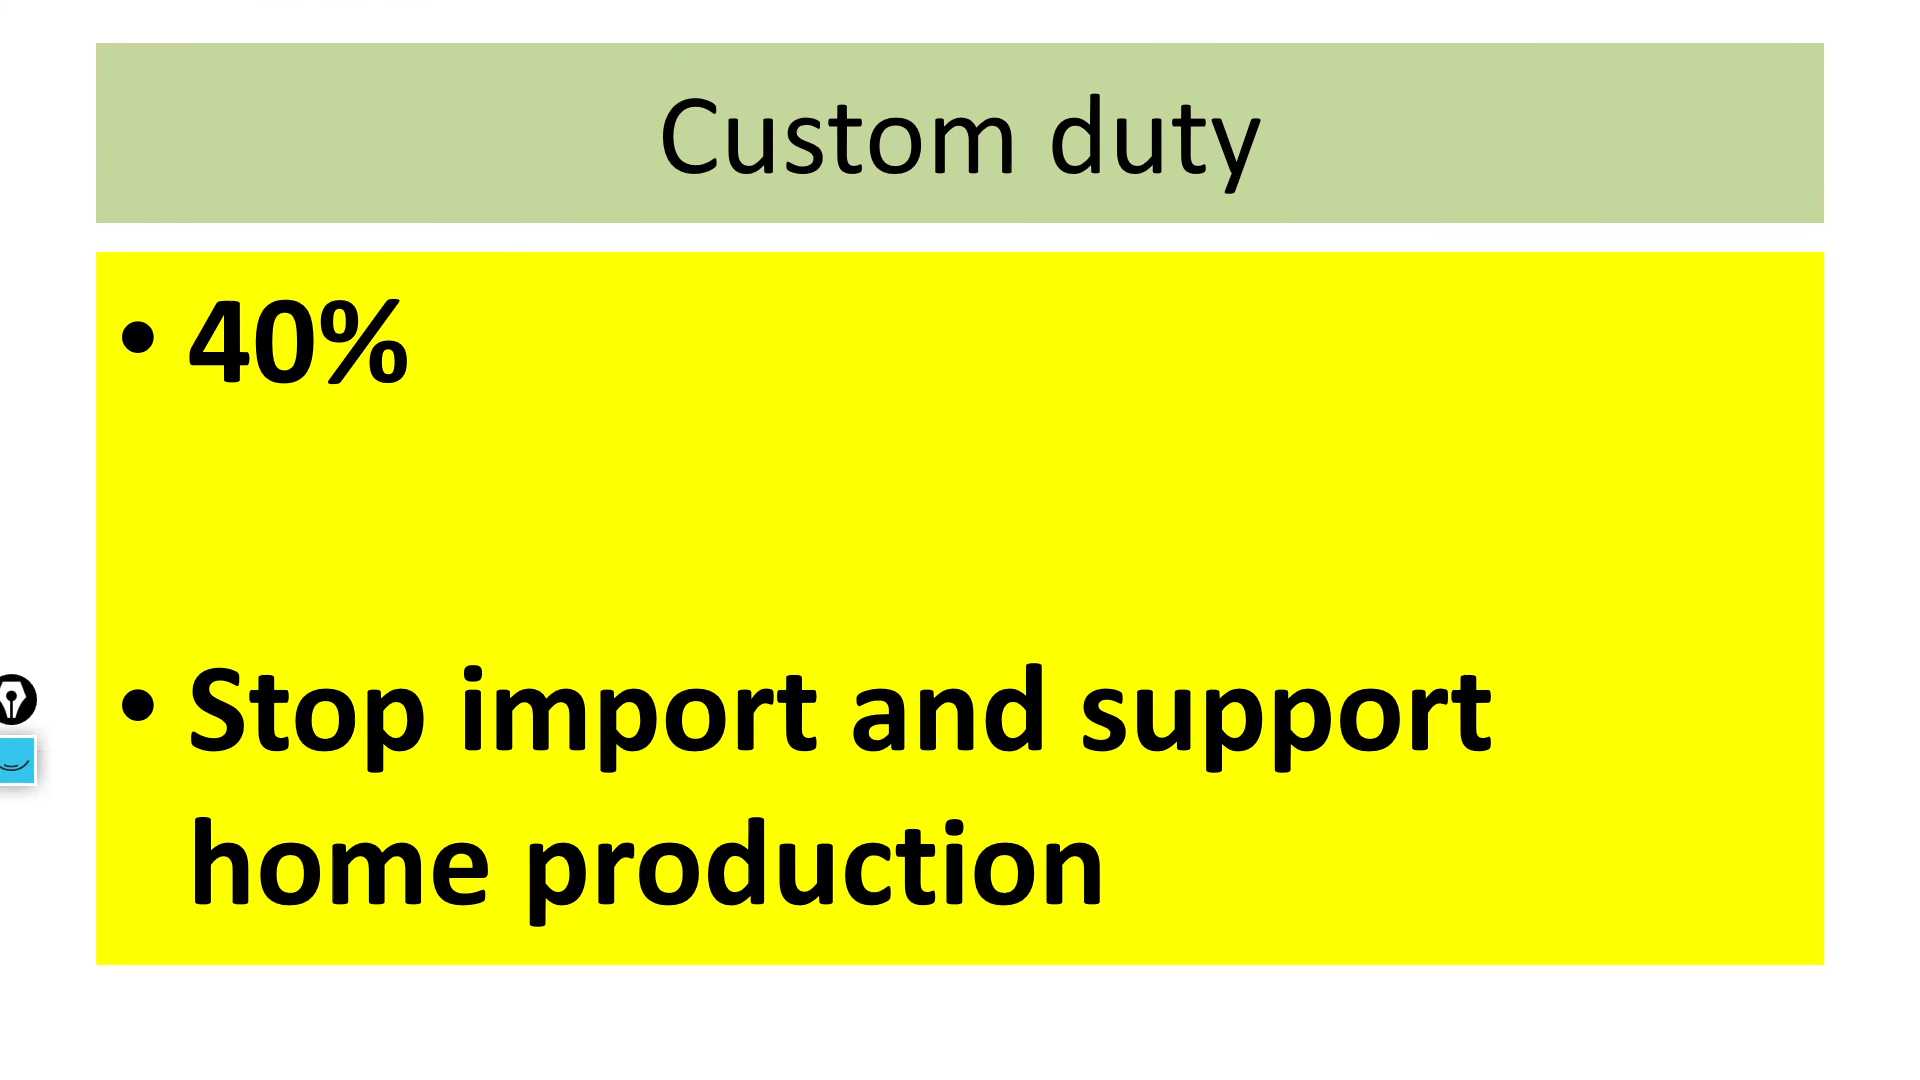 Custom duty
• 40%
• Stop import and support
home production